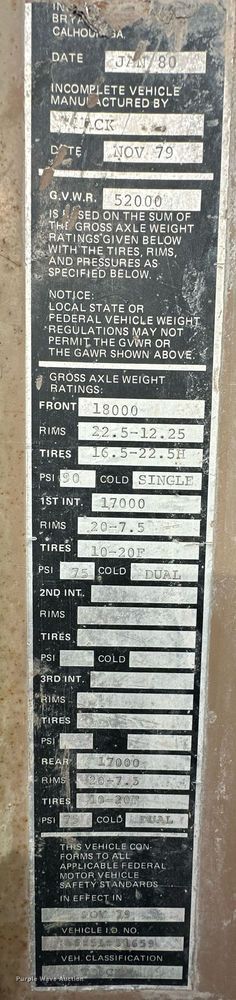 CALHOUN, GA.
DATE JAN 80
INCOMPLETE VEHICLE
MANUFACTURED BY
MACK
DATE NOV 79
G.V.W.R. 52000
IS BASED ON THE SUM OF
THE GROSS AXLE WEIGHT
RATINGS GIVEN BELOW
WITH THE TIRES, RIMS,
AND PRESSURES AS
SPECIFIED BELOW.
NOTICE:
LOCAL STATE OR
FEDERAL VEHICLE WEIGHT
REGULATIONS MAY NOT
PERMIT THE GVWR OR
THE GAWR SHOWN ABOVE.
GROSS AXLE WEIGHT
RATINGS:
FRONT 18000
RIMS 22.5-12.25
TIRES 16.5-22.5H
PSI 90 COLD SINGLE
1ST INT. 17000
RIMS 20-7.5
TIRES 10-20F
PSI 75 COLD DUAL
2ND INT.
RIMS
TIRES
PSI COLD
3RD INT.
RIMS
TIRES
PSI
REAR 17000
RIMS 20-7.5
TIRES 10-20F
PSI 75 COLD DUAL
THIS VEHICLE CON-
FORMS TO ALL
APPLICABLE FEDERAL
MOTOR VEHICLE
SAFETY STANDARDS
IN EFFECT IN
NOV 79
VEHICLE I.D. NO.
VEH. CLASSIFICATION
Purple Wave Auction